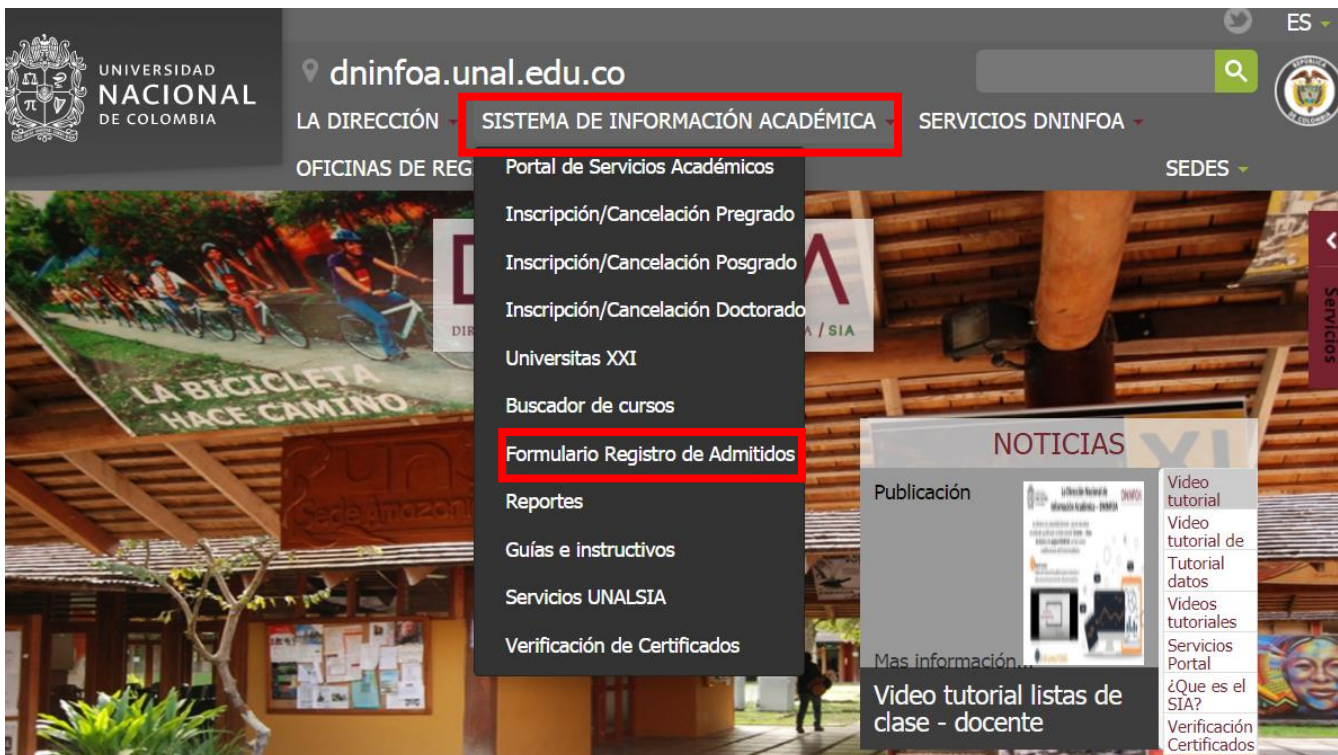 ES
UNIVERSIDAD
NACIONAL
DE COLOMBIA
dninfoa.unal.edu.co
LA DIRECCIÓN
SISTEMA DE INFORMACIÓN ACADÉMICA
SERVICIOS DNINFOA
OFICINAS DE REG
SEDES
Portal de Servicios Académicos
Inscripción/Cancelación Pregrado
Inscripción/Cancelación Posgrado
Inscripción/Cancelación Doctorado
Universitas XXI
Buscador de cursos
Formulario Registro de Admitidos
Reportes
Guías e instructivos
Servicios UNALSIA
Verificación de Certificados
LA BICICLETA
HACE CAMINO
DIR
A / SIA
Servicios
NOTICIAS
Publicación
Mas información...
Video tutorial listas de
clase - docente
Video
tutorial
Video
tutorial de
Tutorial
datos
Videos
tutoriales
Servicios
Portal
¿Que es el
SIA?
Verificación
Certificados